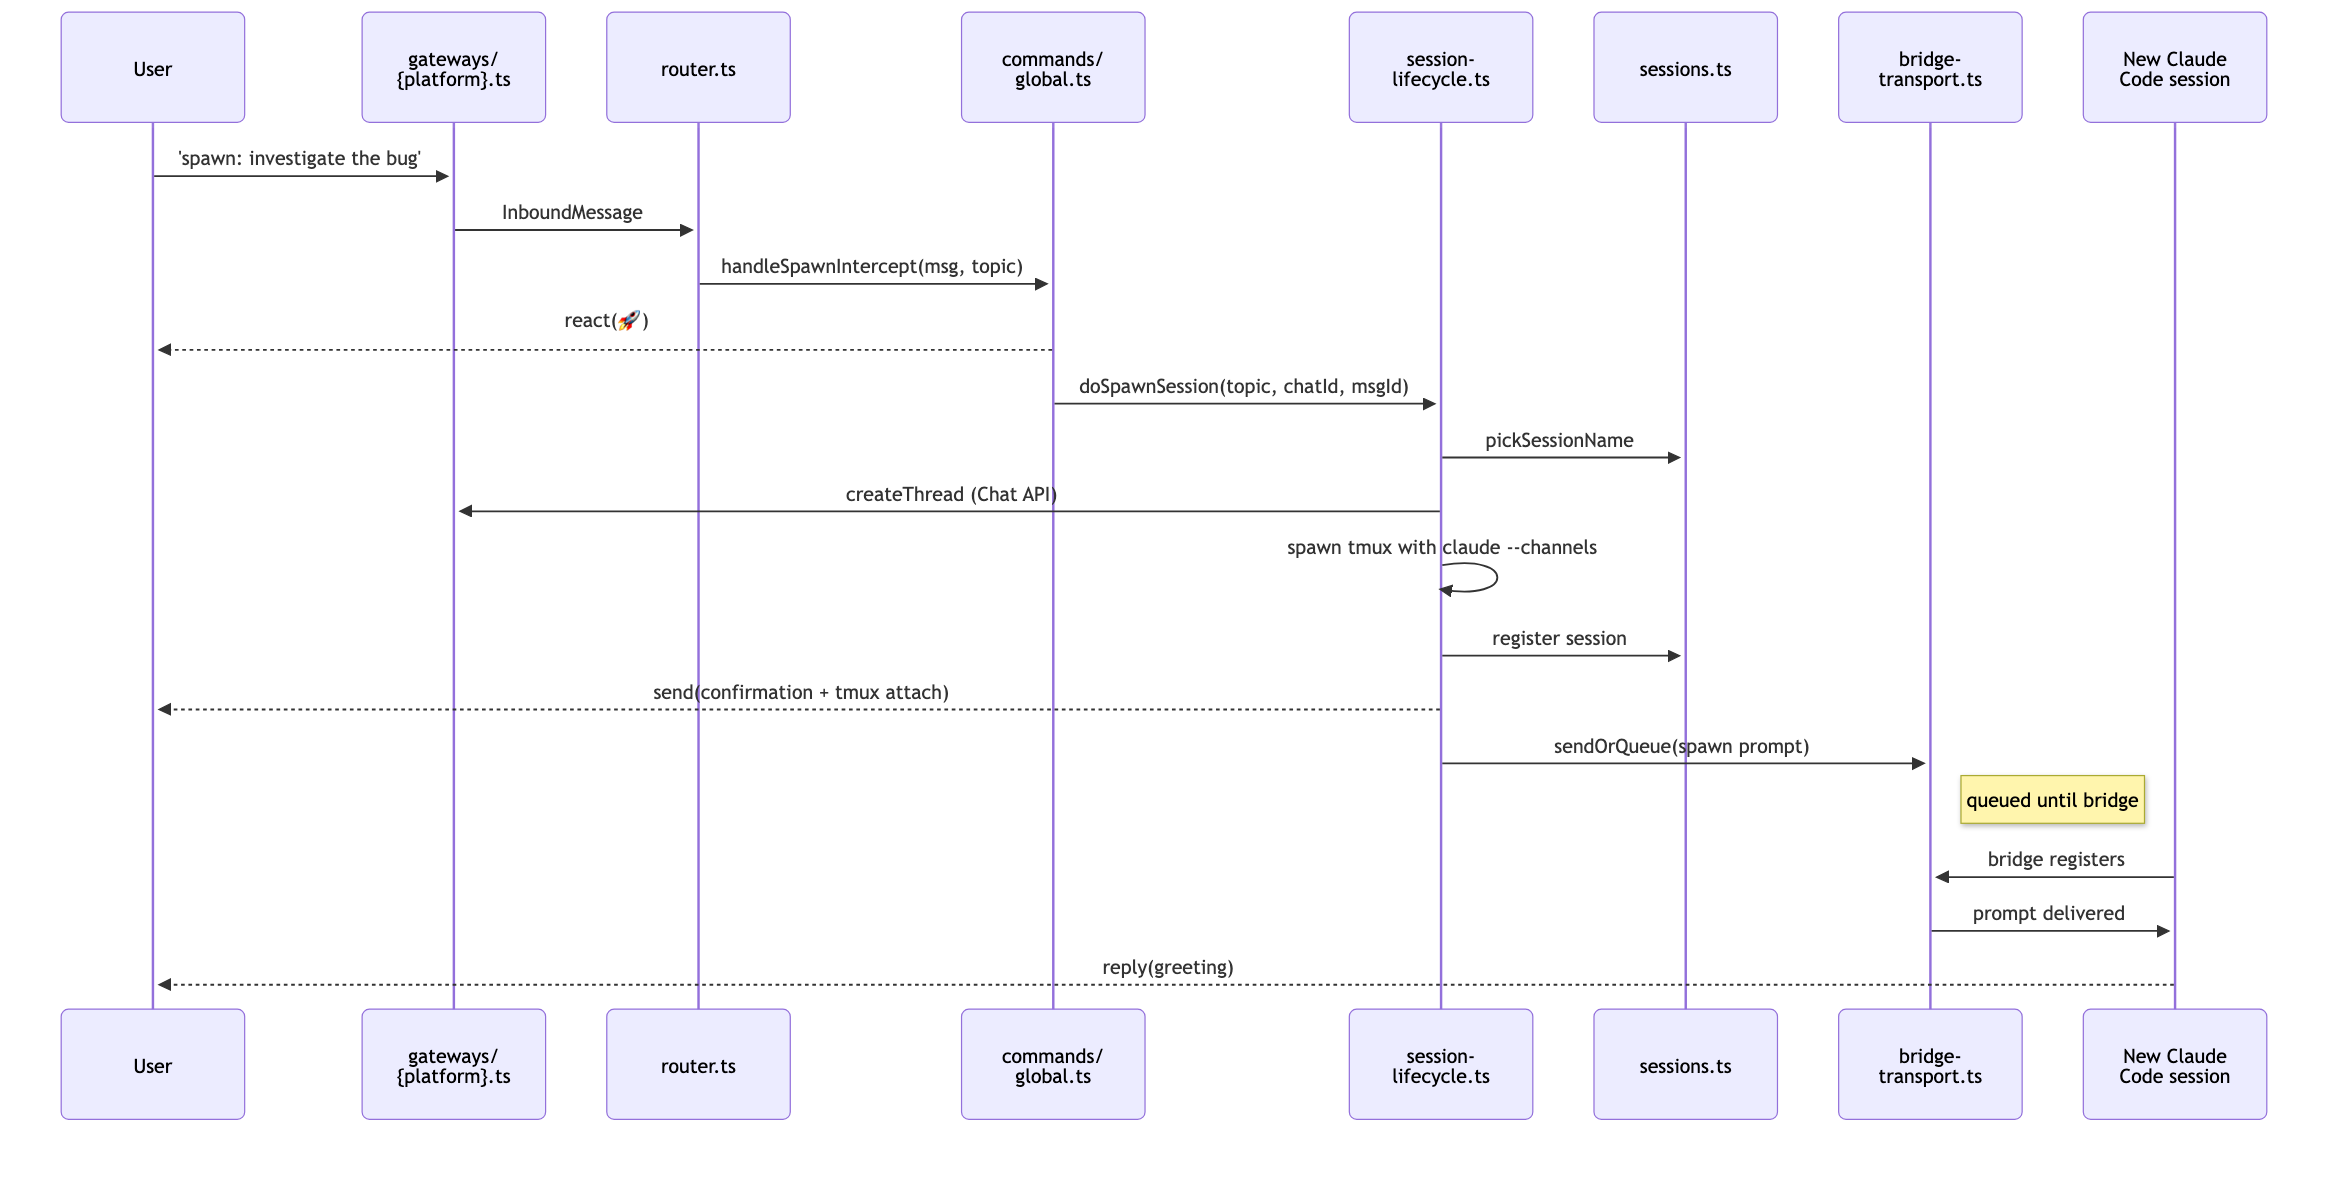 User
gateways/
{platform}.ts
router.ts
commands/
global.ts
session-
lifecycle.ts
sessions.ts
bridge-
transport.ts
New Claude
Code session
'spawn: investigate the bug'
InboundMessage
handleSpawnIntercept(msg, topic)
react(🚀)
doSpawnSession(topic, chatId, msgId)
pickSessionName
createThread (Chat API)
spawn tmux with claude --channels
register session
send(confirmation + tmux attach)
sendOrQueue(spawn prompt)
queued until bridge
bridge registers
prompt delivered
reply(greeting)
User
gateways/
{platform}.ts
router.ts
commands/
global.ts
session-
lifecycle.ts
sessions.ts
bridge-
transport.ts
New Claude
Code session